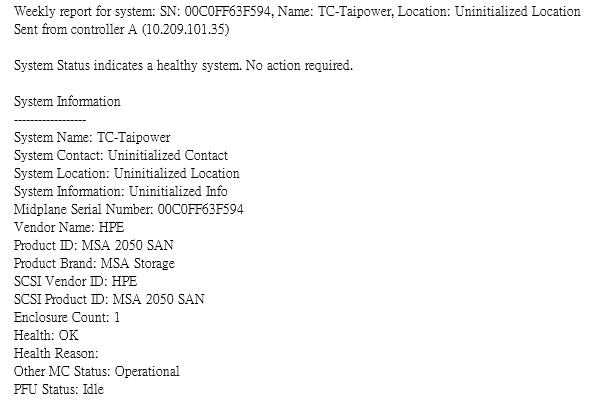 Weekly report for system: SN: 00C0FF63F594, Name: TC-Taipower, Location: Uninitialized Location
Sent from controller A (10.209.101.35)
System Status indicates a healthy system. No action required.
System Information
------------------
System Name: TC-Taipower
System Contact: Uninitialized Contact
System Location: Uninitialized Location
System Information: Uninitialized Info
Midplane Serial Number: 00C0FF63F594
Vendor Name: HPE
Product ID: MSA 2050 SAN
Product Brand: MSA Storage
SCSI Vendor ID: HPE
SCSI Product ID: MSA 2050 SAN
Enclosure Count: 1
Health: OK
Health Reason:
Other MC Status: Operational
PFU Status: Idle